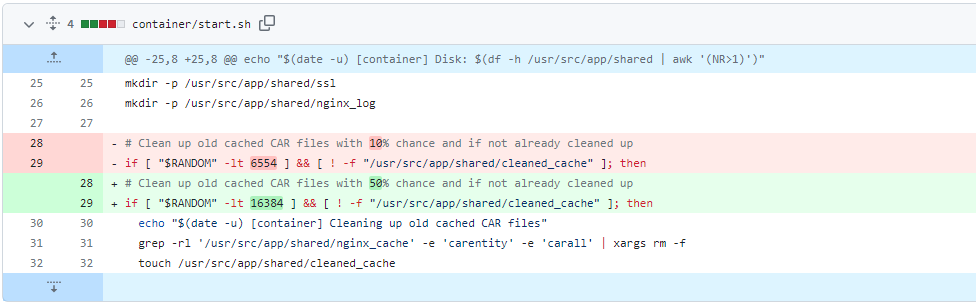 4 container/start.sh
@@ -25,8 +25,8 @@ echo "$(date -u) [container] Disk: $(df -h /usr/src/app/shared | awk '(NR>1)')"
25 25 mkdir -p /usr/src/app/shared/ssl
26 26 mkdir -p /usr/src/app/shared/nginx_log
27 27
28 - # Clean up old cached CAR files with 10% chance and if not already cleaned up
29 - if [ "$RANDOM" -lt 6554 ] && [ ! -f "/usr/src/app/shared/cleaned_cache" ]; then
28 + # Clean up old cached CAR files with 50% chance and if not already cleaned up
29 + if [ "$RANDOM" -lt 16384 ] && [ ! -f "/usr/src/app/shared/cleaned_cache" ]; then
30 30 echo "$(date -u) [container] Cleaning up old cached CAR files"
31 31 grep -rl '/usr/src/app/shared/nginx_cache' -e 'carentity' -e 'carall' | xargs rm -f
32 32 touch /usr/src/app/shared/cleaned_cache